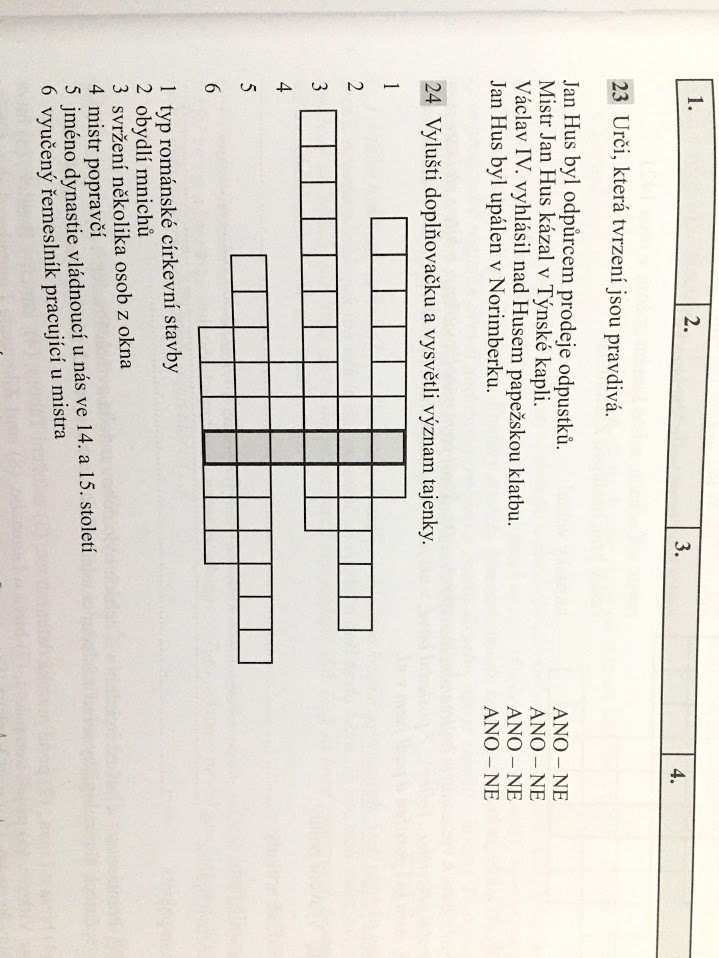 1.
2.
3.
4.
23 Urči, která tvrzení jsou pravdivá.
Jan Hus byl odpůrcem prodeje odpustků. ANO – NE
Mistr Jan Hus kázal v Týnské kapli. ANO – NE
Václav IV. vyhlásil nad Husem papežskou klatbu. ANO – NE
Jan Hus byl upálen v Norimberku. ANO – NE
24 Vylušti doplňovačku a vysvětli význam tajenky.
1
2
3
4
5
6
1 typ románské církevní stavby
2 obydlí mnichů
3 svržení několika osob z okna
4 mistr popravčí
5 jméno dynastie vládnoucí u nás ve 14. a 15. století
6 vyučený řemeslník pracující u mistra